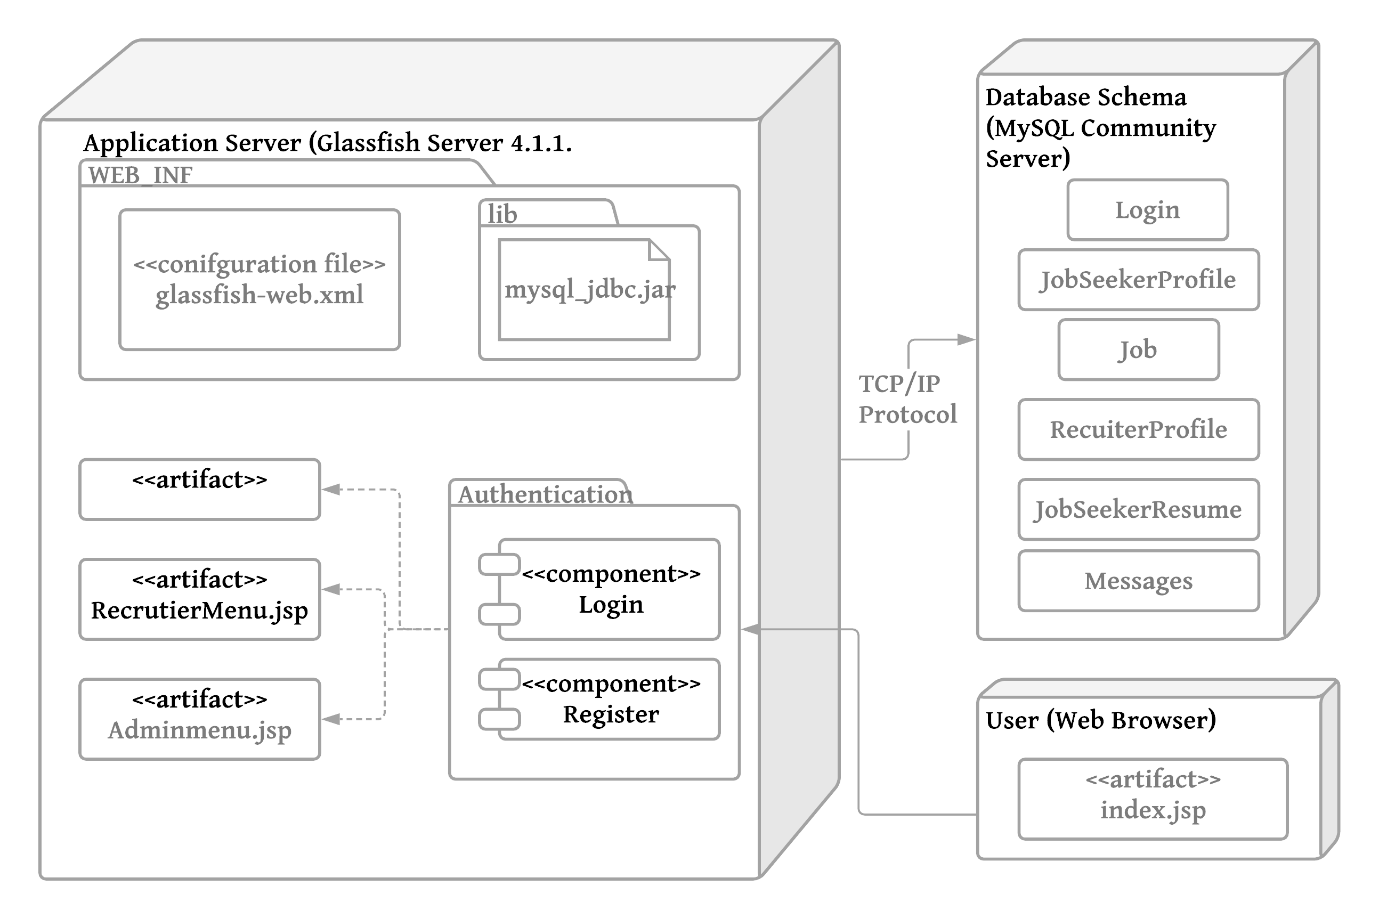 Application Server (Glassfish Server 4.1.1.
WEB_INF
<<conifguration file>>
glassfish-web.xml
lib
mysql_jdbc.jar
<<artifact>>
<<artifact>>
RecrutierMenu.jsp
<<artifact>>
Adminmenu.jsp
Authentication
<<component>>
Login
<<component>>
Register
TCP/IP
Protocol
Database Schema
(MySQL Community
Server)
Login
JobSeekerProfile
Job
RecuiterProfile
JobSeekerResume
Messages
User (Web Browser)
<<artifact>>
index.jsp